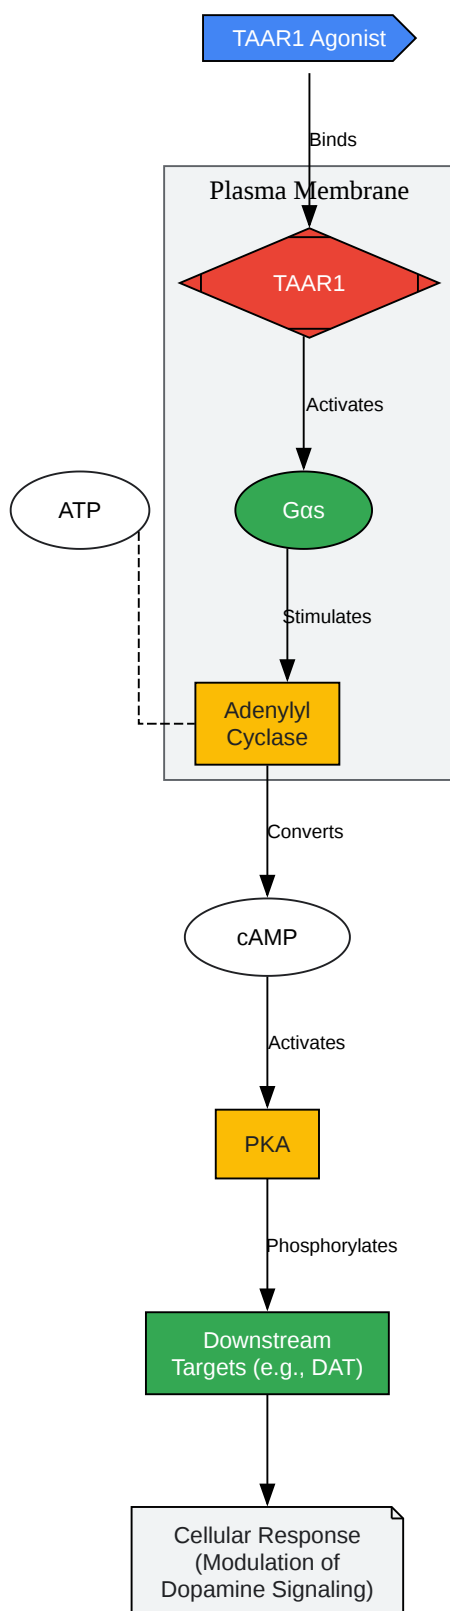 TAAR1 Agonist
Binds
Plasma Membrane
TAAR1
Activates
ATP
Gαs
Stimulates
Adenylyl
Cyclase
Converts
cAMP
Activates
PKA
Phosphorylates
Downstream
Targets (e.g., DAT)
Cellular Response
(Modulation of
Dopamine Signaling)